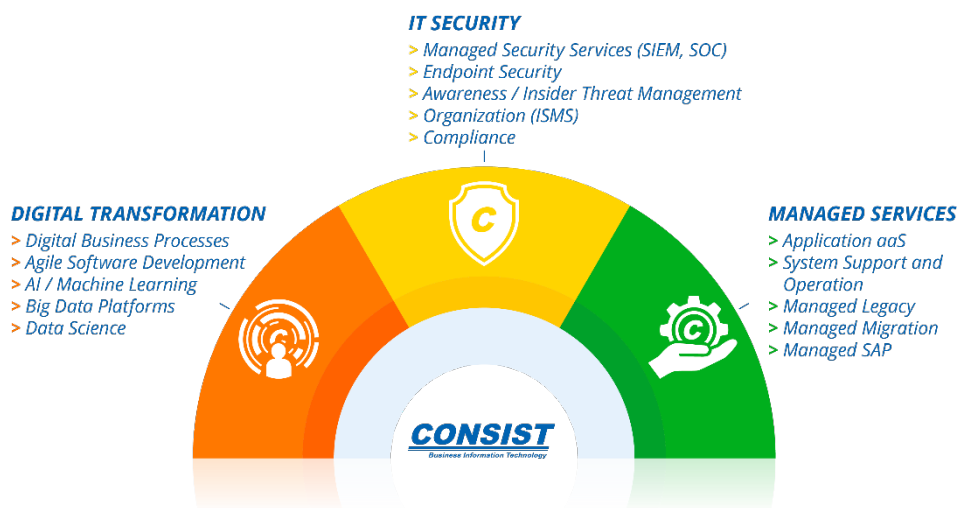 IT SECURITY
> Managed Security Services (SIEM, SOC)
> Endpoint Security
> Awareness / Insider Threat Management
> Organization (ISMS)
> Compliance
DIGITAL TRANSFORMATION
> Digital Business Processes
> Agile Software Development
> AI / Machine Learning
> Big Data Platforms
> Data Science
MANAGED SERVICES
> Application aaS
> System Support and
Operation
> Managed Legacy
> Managed Migration
> Managed SAP
C
C
C
CONSIST
Business Information Technology